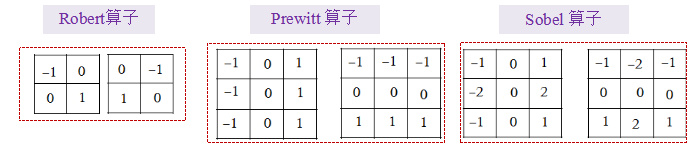 Robert算子 Prewitt 算子 Sobel 算子
-1 0 0 -1 -1 0 1 -1 -1 -1 -1 0 1 -1 -2 -1
0 1 1 0 -1 0 1 0 0 0 -2 0 2 0 0 0
-1 0 1 1 1 1 -1 0 1 1 2 1